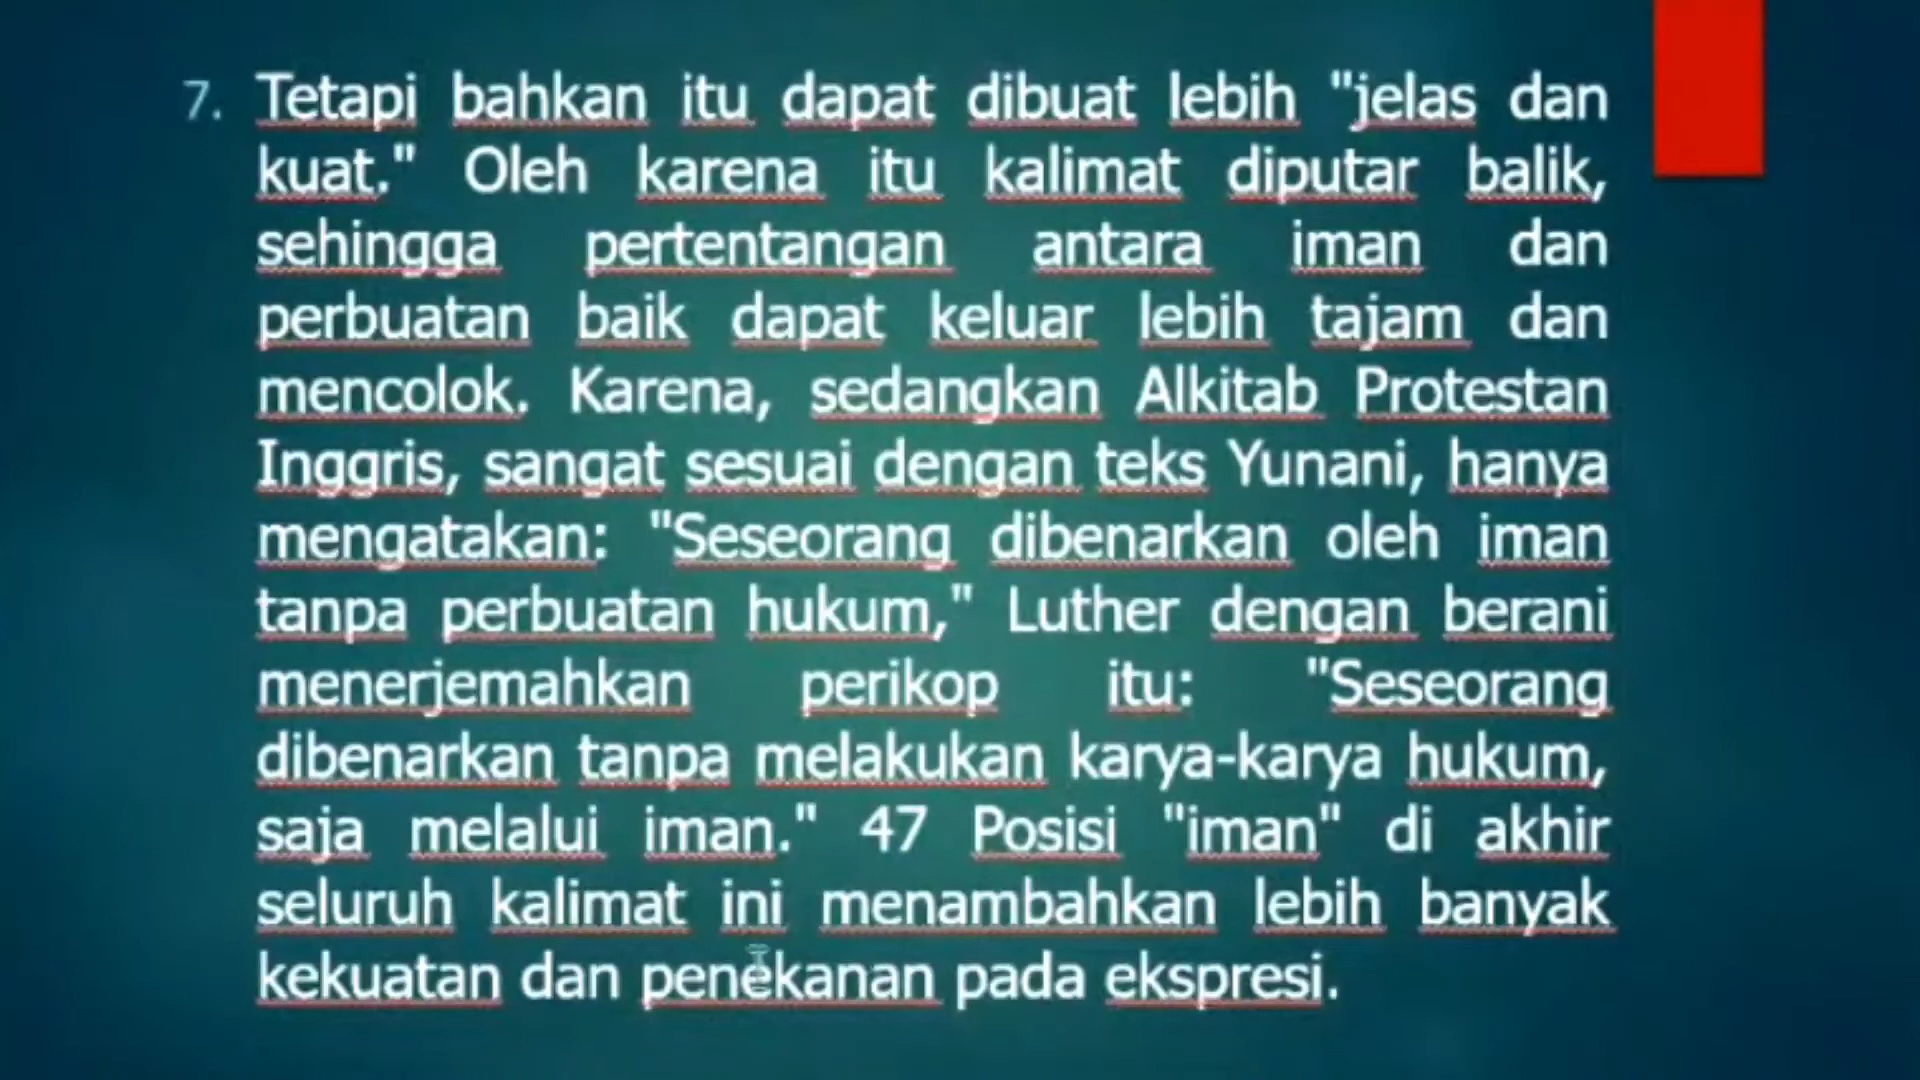 7. Tetapi bahkan itu dapat dibuat lebih "jelas dan
kuat." Oleh karena itu kalimat diputar balik,
sehingga pertentangan antara iman dan
perbuatan baik dapat keluar lebih tajam dan
mencolok. Karena, sedangkan Alkitab Protestan
Inggris, sangat sesuai dengan teks Yunani, hanya
mengatakan: "Seseorang dibenarkan oleh iman
tanpa perbuatan hukum," Luther dengan berani
menerjemahkan perikop itu: "Seseorang
dibenarkan tanpa melakukan karya-karya hukum,
saja melalui iman." 47 Posisi "iman" di akhir
seluruh kalimat ini menambahkan lebih banyak
kekuatan dan penekanan pada ekspresi.